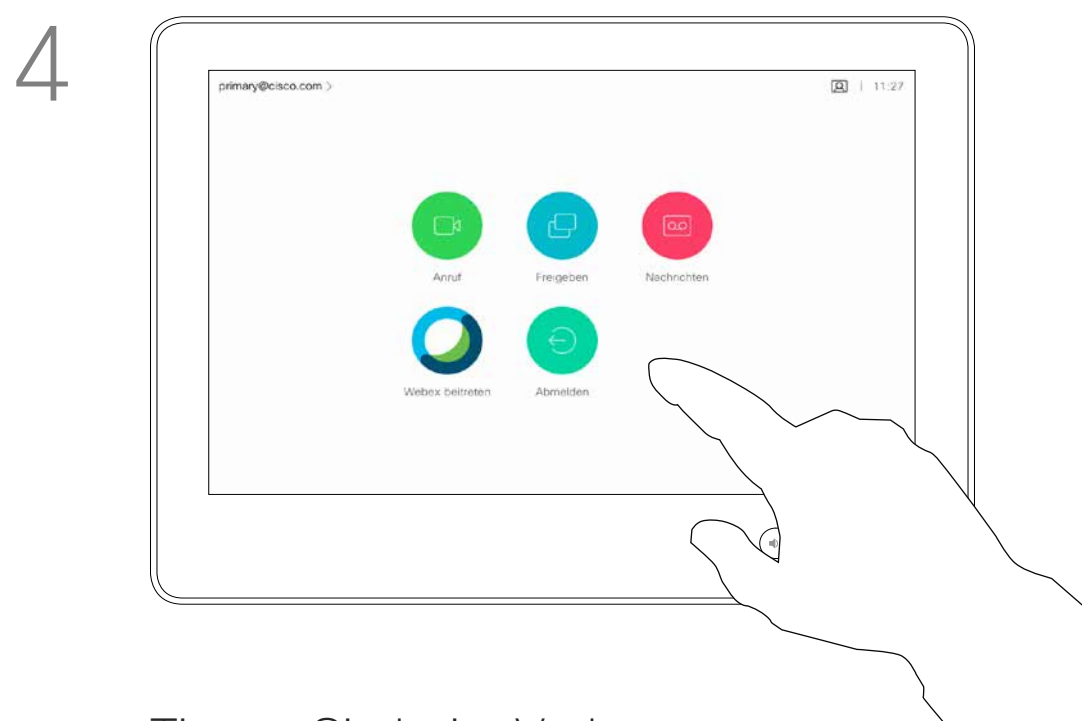 4
primary@cisco.com >
| 11:27
Anruf
Freigeben
Nachrichten
Webex beitreten
Abmelden